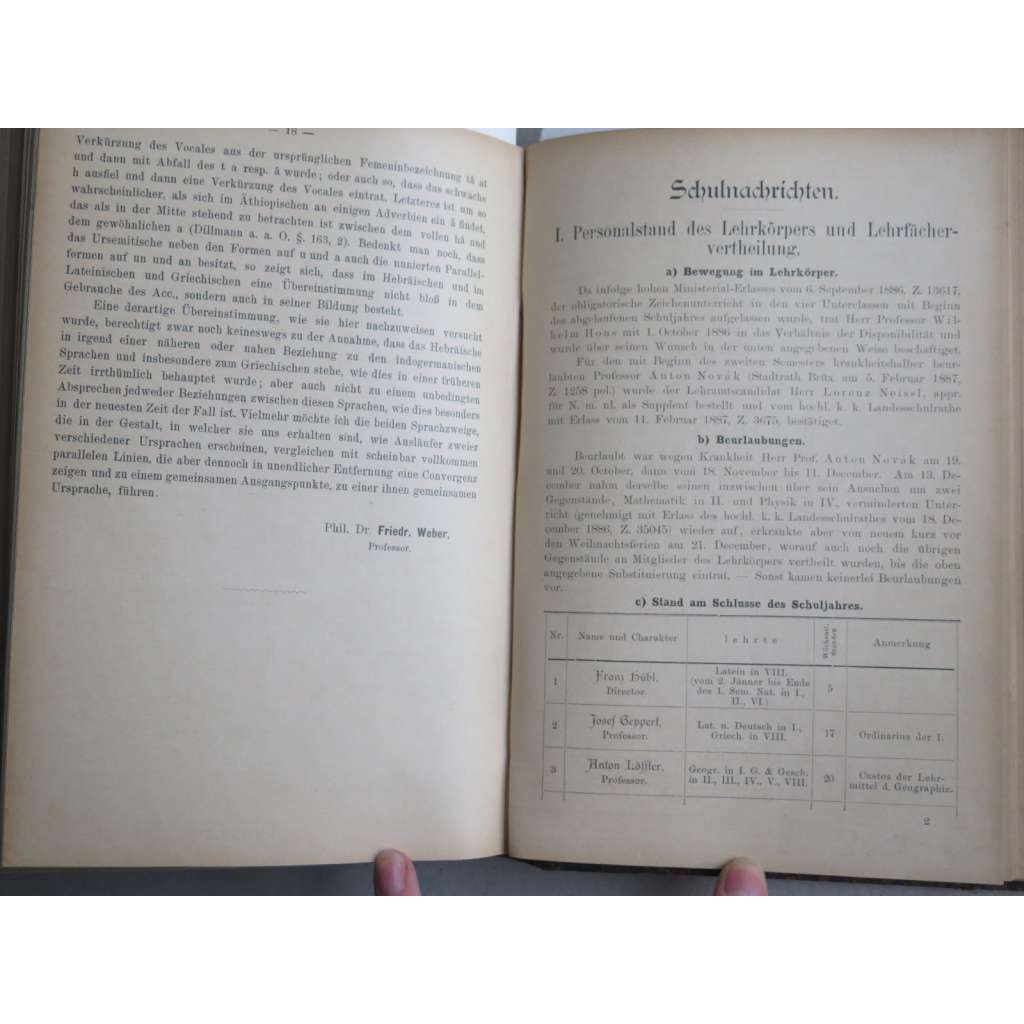 — 18 —
Verkürzung des Vocales aus der ursprünglichen Femeninbezeichnung tā at
und dann mit Abfall des t a resp. ā wurde; oder auch so, dass das schwache
h ausfiel und dann eine Verkürzung des Vocales eintrat. Letzteres ist um so
wahrscheinlicher, als sich im Äthiopischen an einigen Adverbien ein ā findet,
das als in der Mitte stehend zu betrachten ist zwischen dem vollen hā und
dem gewöhnlichen a (Dillmann a. a. O. §. 163, 2). Bedenkt man noch, dass
das Ursemitische neben den Formen auf u und a auch die nunierten Parallel-
formen auf un und an besitzt, so zeigt sich, dass im Hebräischen und im
Lateinischen und Griechischen eine Übereinstimmung nicht bloß in dem
Gebrauche des Acc., sondern auch in seiner Bildung besteht.
Eine derartige Übereinstimmung, wie sie hier nachzuweisen versucht
wurde, berechtigt zwar noch keineswegs zu der Annahme, dass das Hebräische
in irgend einer näheren oder nahen Beziehung zu den indogermanischen
Sprachen und insbesondere zum Griechischen stehe, wie dies in einer früheren
Zeit irrthümlich behauptet wurde; aber auch nicht zu einem unbedingten
Absprechen jedweder Beziehungen zwischen diesen Sprachen, wie dies besonders
in der neuesten Zeit der Fall ist. Vielmehr möchte ich die beiden Sprachzweige,
die in der Gestalt, in welcher sie uns erhalten sind, wie Ausläufer zweier
verschiedener Ursprachen erscheinen, vergleichen mit scheinbar vollkommen
parallelen Linien, die aber dennoch in unendlicher Entfernung eine Convergenz
zeigen und zu einem gemeinsamen Ausgangspunkte, zu einer ihnen gemeinsamen
Ursprache, führen.
Phil. Dr. Friedr. Weber,
Professor.
Schulnachrichten.
I. Personalstand des Lehrkörpers und Lehrfächer-
vertheilung.
a) Bewegung im Lehrkörper.
Da infolge hohen Ministerial-Erlasses vom 6. September 1886, Z. 13617,
der obligatorische Zeichenunterricht in den vier Unterclassen mit Beginn
des abgelaufenen Schuljahres aufgelassen wurde, trat Herr Professor Wil-
helm Hons mit 1. October 1886 in das Verhältnis der Disponibilität und
wurde über seinen Wunsch in der unten angegebenen Weise beschäftiget.
Für den mit Beginn des zweiten Semesters krankheitshalber beur-
laubten Professor Anton Novák (Stadtrath Brüx am 5. Februar 1887,
Z. 1258 pol.) wurde der Lehramtscandidat Herr Lorenz Neissl, appr.
für N. m. nl. als Supplent bestellt und vom hochl. k. k. Landesschulrathe
mit Erlass vom 11. Februar 1887, Z. 3675, bestätiget.
b) Beurlaubungen.
Beurlaubt war wegen Krankheit Herr Prof. Anton Novák am 19.
und 20. October, dann vom 18. November bis 11. December. Am 13. De-
cember nahm derselbe seinen inzwischen über sein Ansuchen um zwei
Gegenstände, Mathematik in II. und Physik in IV., verminderten Unter-
richt (genehmigt mit Erlass des hochl. k. k. Landesschulrathes vom 18. De-
cember 1886, Z. 35045) wieder auf, erkrankte aber von neuem kurz vor
den Weihnachtsferien am 21. December, worauf auch noch die übrigen
Gegenstände an Mitglieder des Lehrkörpers vertheilt wurden, bis die oben
angegebene Substituierung eintrat. — Sonst kamen keinerlei Beurlaubungen
vor.
c) Stand am Schlusse des Schuljahres.
Nr. Name und Charakter lehrte Wöchentl. Stunden Anmerkung
1 Franz Hübl, Director. Latein in VIII. (vom 2. Jänner bis Ende des 1. Sem. Nat. in I., II., VI.) 5
2 Josef Geppert, Professor. Lat. u. Deutsch in I., Griech. in VIII. 17 Ordinarius der I.
3 Anton Löffler, Professor. Geogr. in I. G. & Gesch. in II., III., IV., V., VIII. 20 Custos der Lehr- mittel d. Geographie.
2